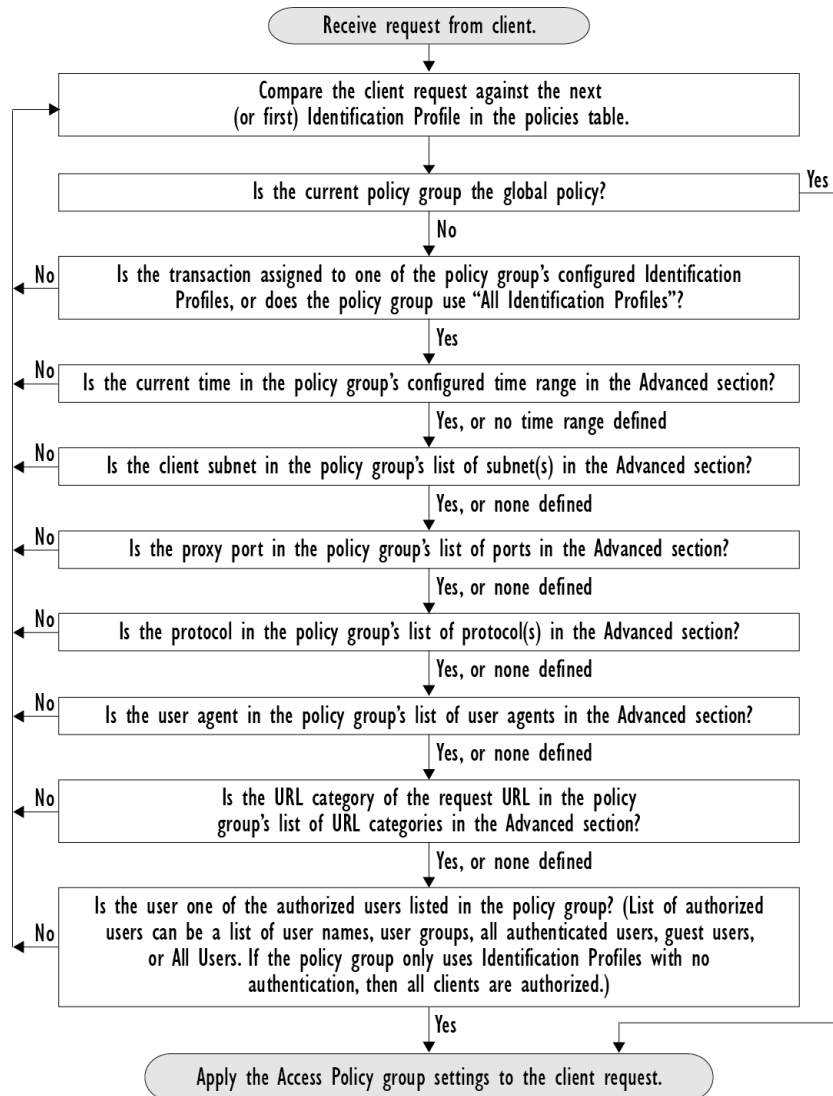 Receive request from client.
Compare the client request against the next
(or first) Identification Profile in the policies table.
Yes
Is the current policy group the global policy?
No
No
Is the transaction assigned to one of the policy group's configured Identification
Profiles, or does the policy group use “All Identification Profiles”?
Yes
No
Is the current time in the policy group's configured time range in the Advanced section?
Yes, or no time range defined
No
Is the client subnet in the policy group's list of subnet(s) in the Advanced section?
Yes, or none defined
No
Is the proxy port in the policy group's list of ports in the Advanced section?
Yes, or none defined
No
Is the protocol in the policy group's list of protocol(s) in the Advanced section?
Yes, or none defined
No
Is the user agent in the policy group's list of user agents in the Advanced section?
Yes, or none defined
No
Is the URL category of the request URL in the policy
group's list of URL categories in the Advanced section?
Yes, or none defined
No
Is the user one of the authorized users listed in the policy group? (List of authorized
users can be a list of user names, user groups, all authenticated users, guest users,
or All Users. If the policy group only uses Identification Profiles with no
authentication, then all clients are authorized.)
Yes
Apply the Access Policy group settings to the client request.